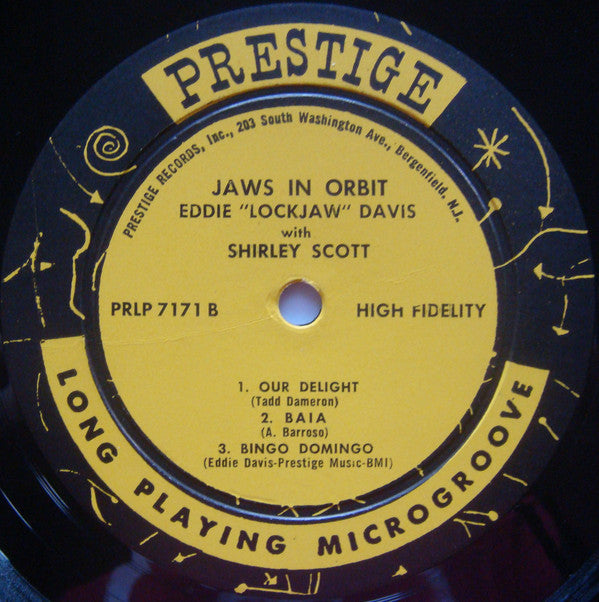 PRESTIGE
PRESTIGE RECORDS, Inc., 203 South Washington Ave., Bergenfield, N.J.
JAWS IN ORBIT
EDDIE "LOCKJAW" DAVIS
with
SHIRLEY SCOTT
PRLP 7171 B
HIGH FIDELITY
1. OUR DELIGHT
(Tadd Dameron)
2. BAIA
(A. Barroso)
3. BINGO DOMINGO
(Eddie Davis-Prestige Music-BMI)
LONG PLAYING MICROGROOVE